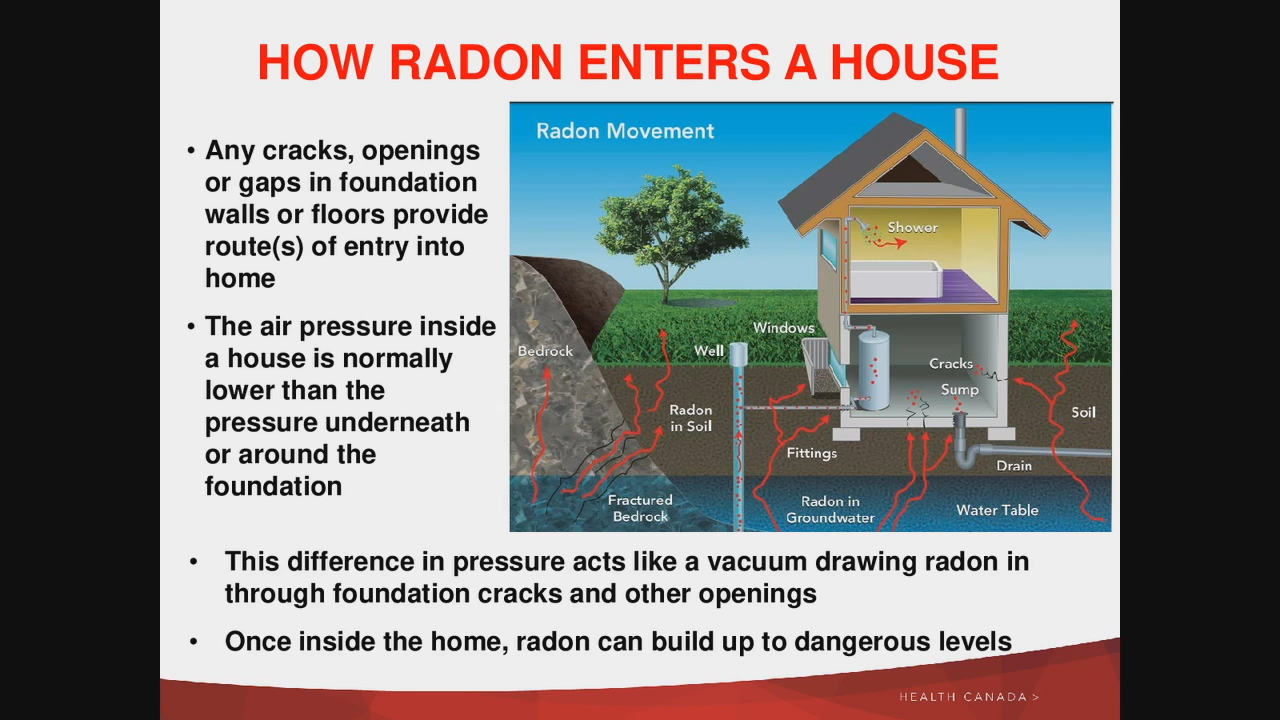 HOW RADON ENTERS A HOUSE
• Any cracks, openings
or gaps in foundation
walls or floors provide
route(s) of entry into
home
• The air pressure inside
a house is normally
lower than the
pressure underneath
or around the
foundation
Radon Movement
Shower
Windows
Bedrock
Well
Cracks
Sump
Radon
in Soil
Soil
Fittings
Drain
Fractured
Bedrock
Radon in
Groundwater
Water Table
• This difference in pressure acts like a vacuum drawing radon in
through foundation cracks and other openings
• Once inside the home, radon can build up to dangerous levels
HEALTH CANADA >